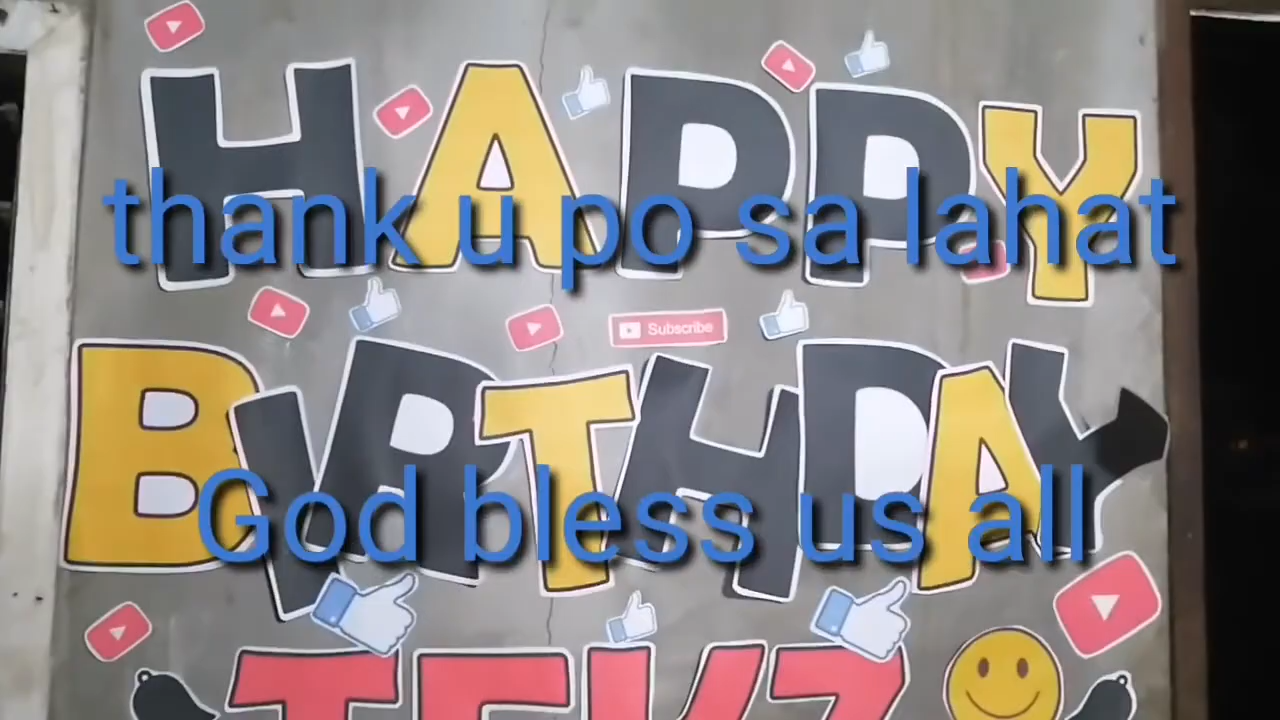 HAPPY
thank u po sa lahat
Subscribe
BIRTHDAY
God bless us all